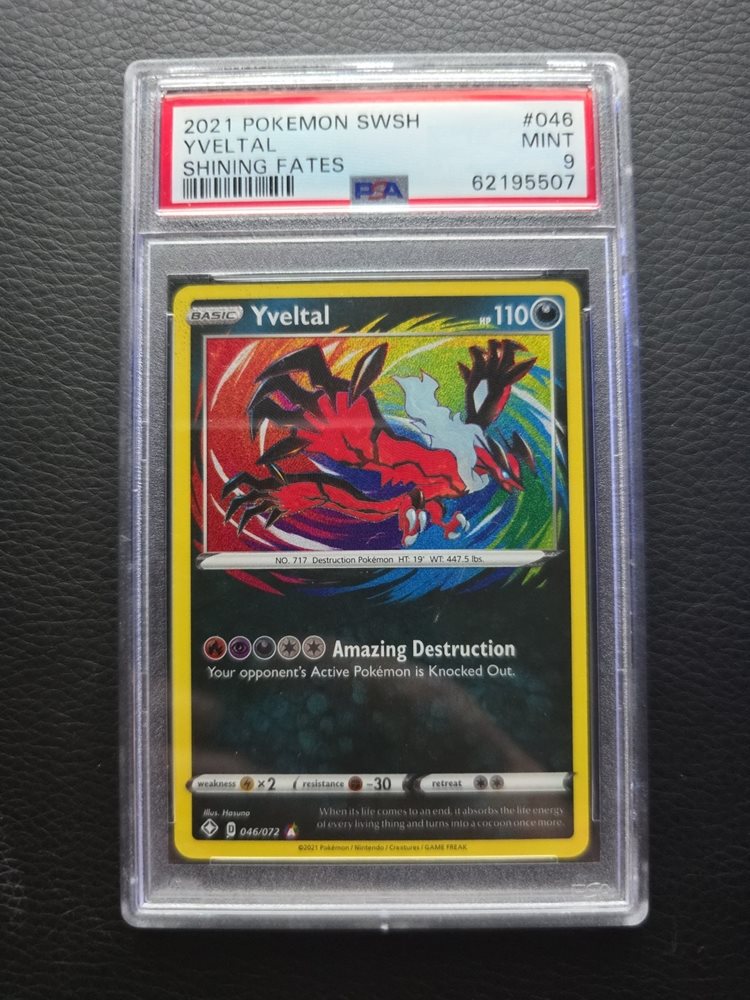 2021 POKEMON SWSH #046
YVELTAL MINT
SHINING FATES 9
PSA 62195507
BASIC Yveltal HP 110
NO. 717 Destruction Pokémon HT: 19' WT: 447.5 lbs.
Amazing Destruction
Your opponent's Active Pokémon is Knocked Out.
weakness ×2 resistance -30 retreat
Illus. Hasuno
When its life comes to an end, it absorbs the life energy
of every living thing and turns into a cocoon once more.
D 046/072 A
©2021 Pokémon / Nintendo / Creatures / GAME FREAK